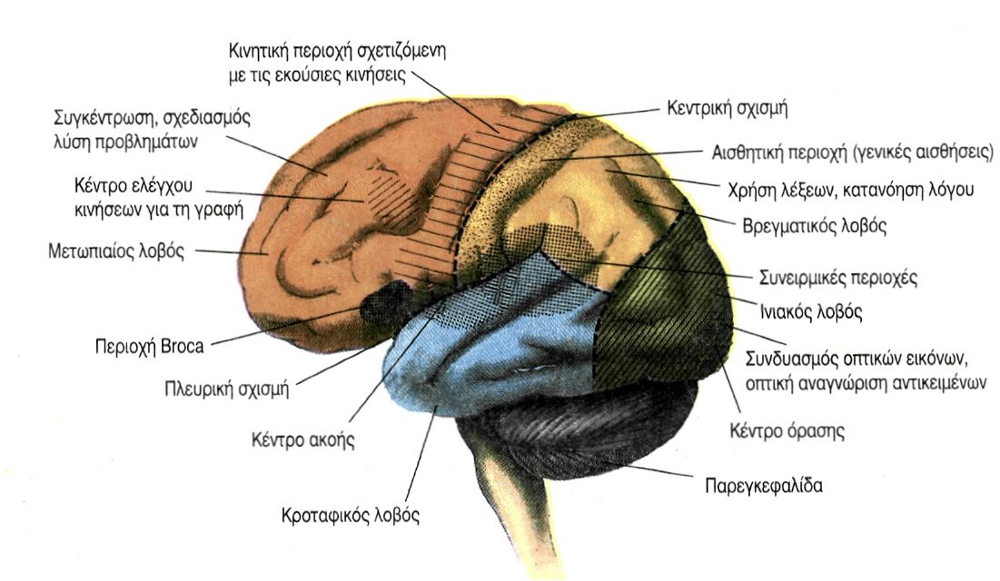 Κινητική περιοχή σχετιζόμενη
με τις εκούσιες κινήσεις
Συγκέντρωση, σχεδιασμός
λύση προβλημάτων
Κέντρο ελέγχου
κινήσεων για τη γραφή
Μετωπιαίος λοβός
Περιοχή Broca
Πλευρική σχισμή
Κέντρο ακοής
Κροταφικός λοβός
Κεντρική σχισμή
Αισθητική περιοχή (γενικές αισθήσεις)
Χρήση λέξεων, κατανόηση λόγου
Βρεγματικός λοβός
Συνειρμικές περιοχές
Ινιακός λοβός
Συνδυασμός οπτικών εικόνων,
οπτική αναγνώριση αντικειμένων
Κέντρο όρασης
Παρεγκεφαλίδα